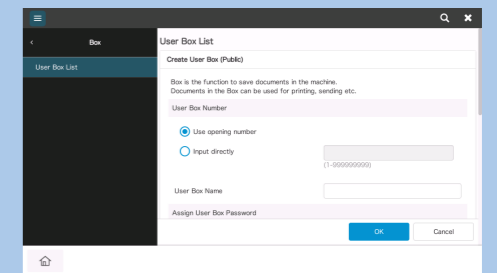 Box
User Box List
User Box List
Create User Box (Public)
Box is the function to save documents in the machine.
Documents in the Box can be used for printing, sending etc.
User Box Number
Use opening number
Input directly
(1-999999999)
User Box Name
Assign User Box Password
OK
Cancel